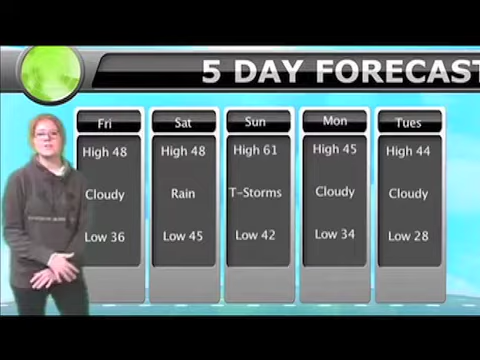 5 DAY FORECAST
Fri
High 48
Cloudy
Low 36
Sat
High 48
Rain
Low 45
Sun
High 61
T-Storms
Low 42
Mon
High 45
Cloudy
Low 34
Tues
High 44
Cloudy
Low 28